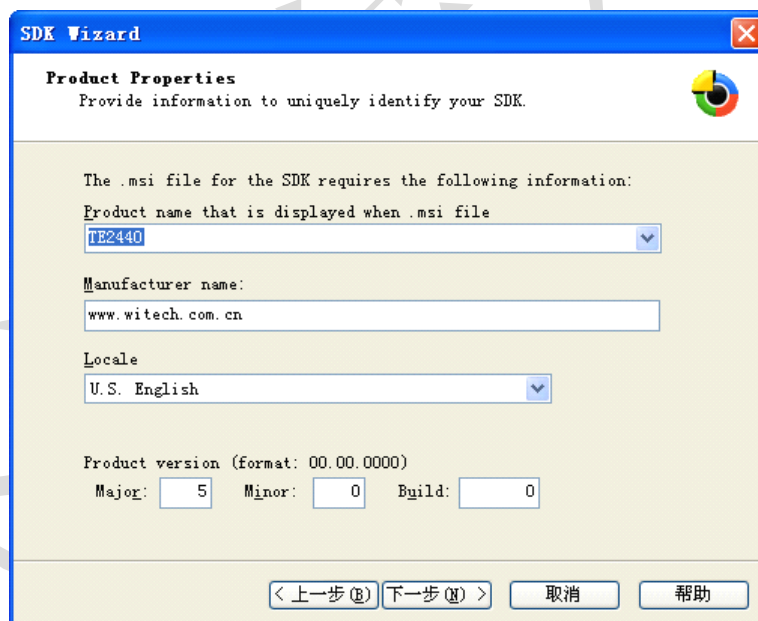 SDK Wizard
Product Properties
Provide information to uniquely identify your SDK.
The .msi file for the SDK requires the following information:
Product name that is displayed when .msi file
TE2440
Manufacturer name:
www.witech.com.cn
Locale
U.S. English
Product version (format: 00.00.0000)
Major: 5 Minor: 0 Build: 0
< 上一步(B) 下一步(N) > 取消 帮助